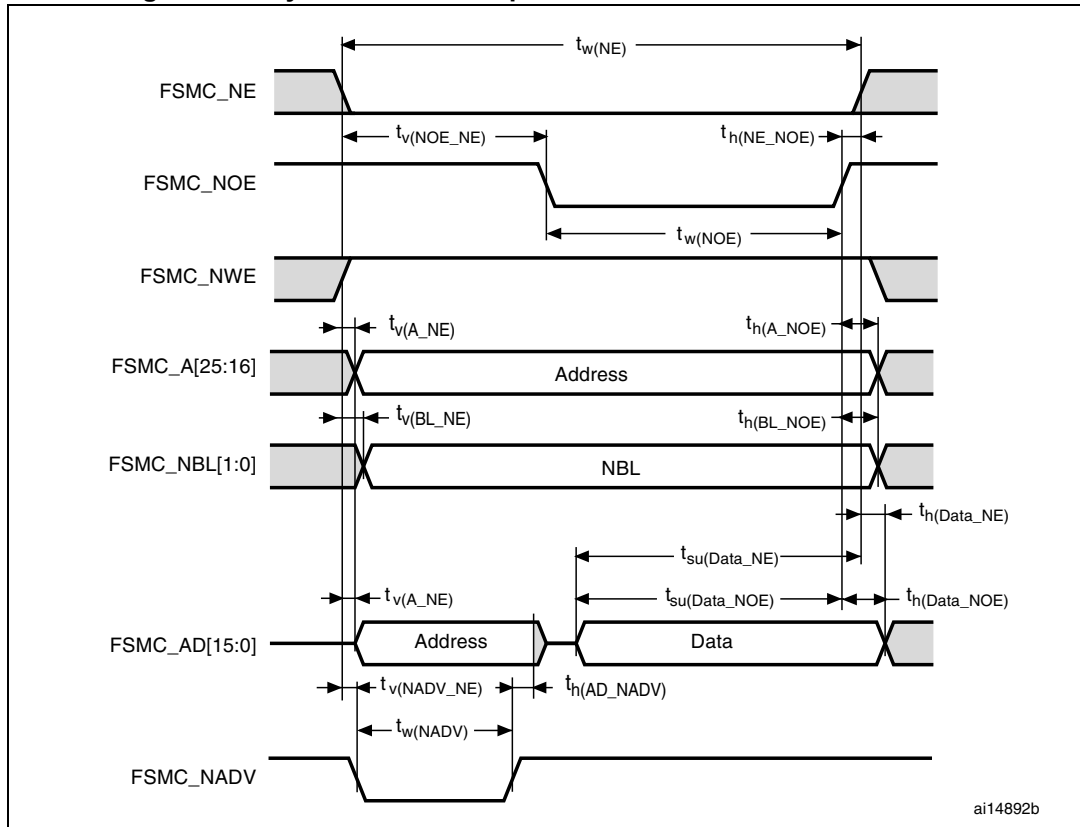 tw(NE)
FSMC_NE
tv(NOE_NE)
th(NE_NOE)
FSMC_NOE
tw(NOE)
FSMC_NWE
tv(A_NE)
th(A_NOE)
FSMC_A[25:16]
Address
tv(BL_NE)
th(BL_NOE)
FSMC_NBL[1:0]
NBL
th(Data_NE)
tsu(Data_NE)
tv(A_NE)
tsu(Data_NOE)
th(Data_NOE)
FSMC_AD[15:0]
Address
Data
tv(NADV_NE)
th(AD_NADV)
tw(NADV)
FSMC_NADV
ai14892b